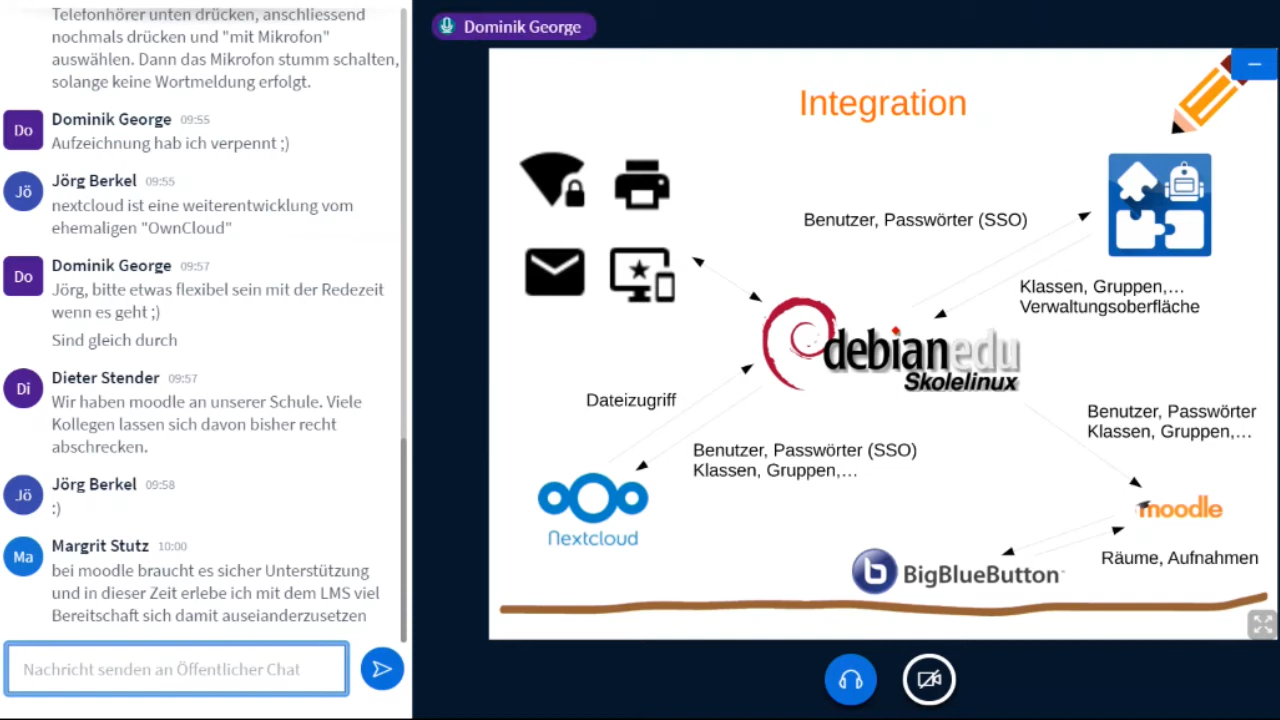 Telefonhörer unten drücken, anschliessend
nochmals drücken und "mit Mikrofon"
auswählen. Dann das Mikrofon stumm schalten,
solange keine Wortmeldung erfolgt.
Do
Dominik George 09:55
Aufzeichnung hab ich verpennt ;)
Jö
Jörg Berkel 09:55
nextcloud ist eine weiterentwicklung vom
ehemaligen "OwnCloud"
Do
Dominik George 09:57
Jörg, bitte etwas flexibel sein mit der Redezeit
wenn es geht ;)
Sind gleich durch
Di
Dieter Stender 09:57
Wir haben moodle an unserer Schule. Viele
Kollegen lassen sich davon bisher recht
abschrecken.
Jö
Jörg Berkel 09:58
:)
Ma
Margrit Stutz 10:00
bei moodle braucht es sicher Unterstützung
und in dieser Zeit erlebe ich mit dem LMS viel
Bereitschaft sich damit auseinanderzusetzen
Nachricht senden an Öffentlicher Chat
Dominik George
Integration
Benutzer, Passwörter (SSO)
Klassen, Gruppen,...
Verwaltungsoberfläche
debianedu
Skolelinux
Dateizugriff
Benutzer, Passwörter (SSO)
Klassen, Gruppen,...
Benutzer, Passwörter
Klassen, Gruppen,...
Nextcloud
moodle
Räume, Aufnahmen
b
BigBlueButton